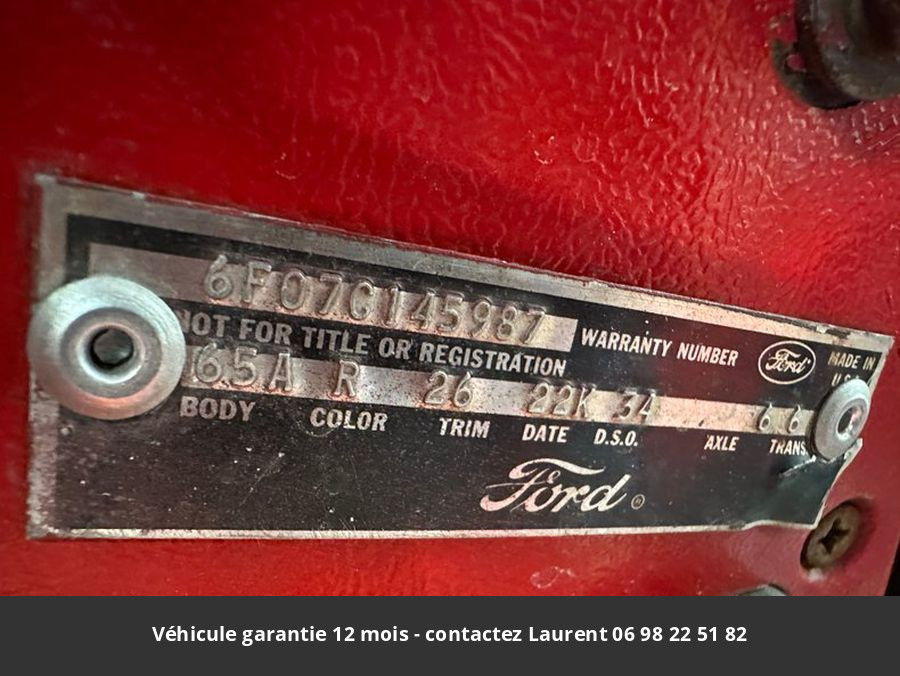 6F07C145987
NOT FOR TITLE OR REGISTRATION
WARRANTY NUMBER
Ford
MADE IN
U.S.
65A R 26 22K 34 6 6
BODY COLOR TRIM DATE D.S.O. AXLE TRANS.
Ford ®
Véhicule garantie 12 mois - contactez Laurent 06 98 22 51 82